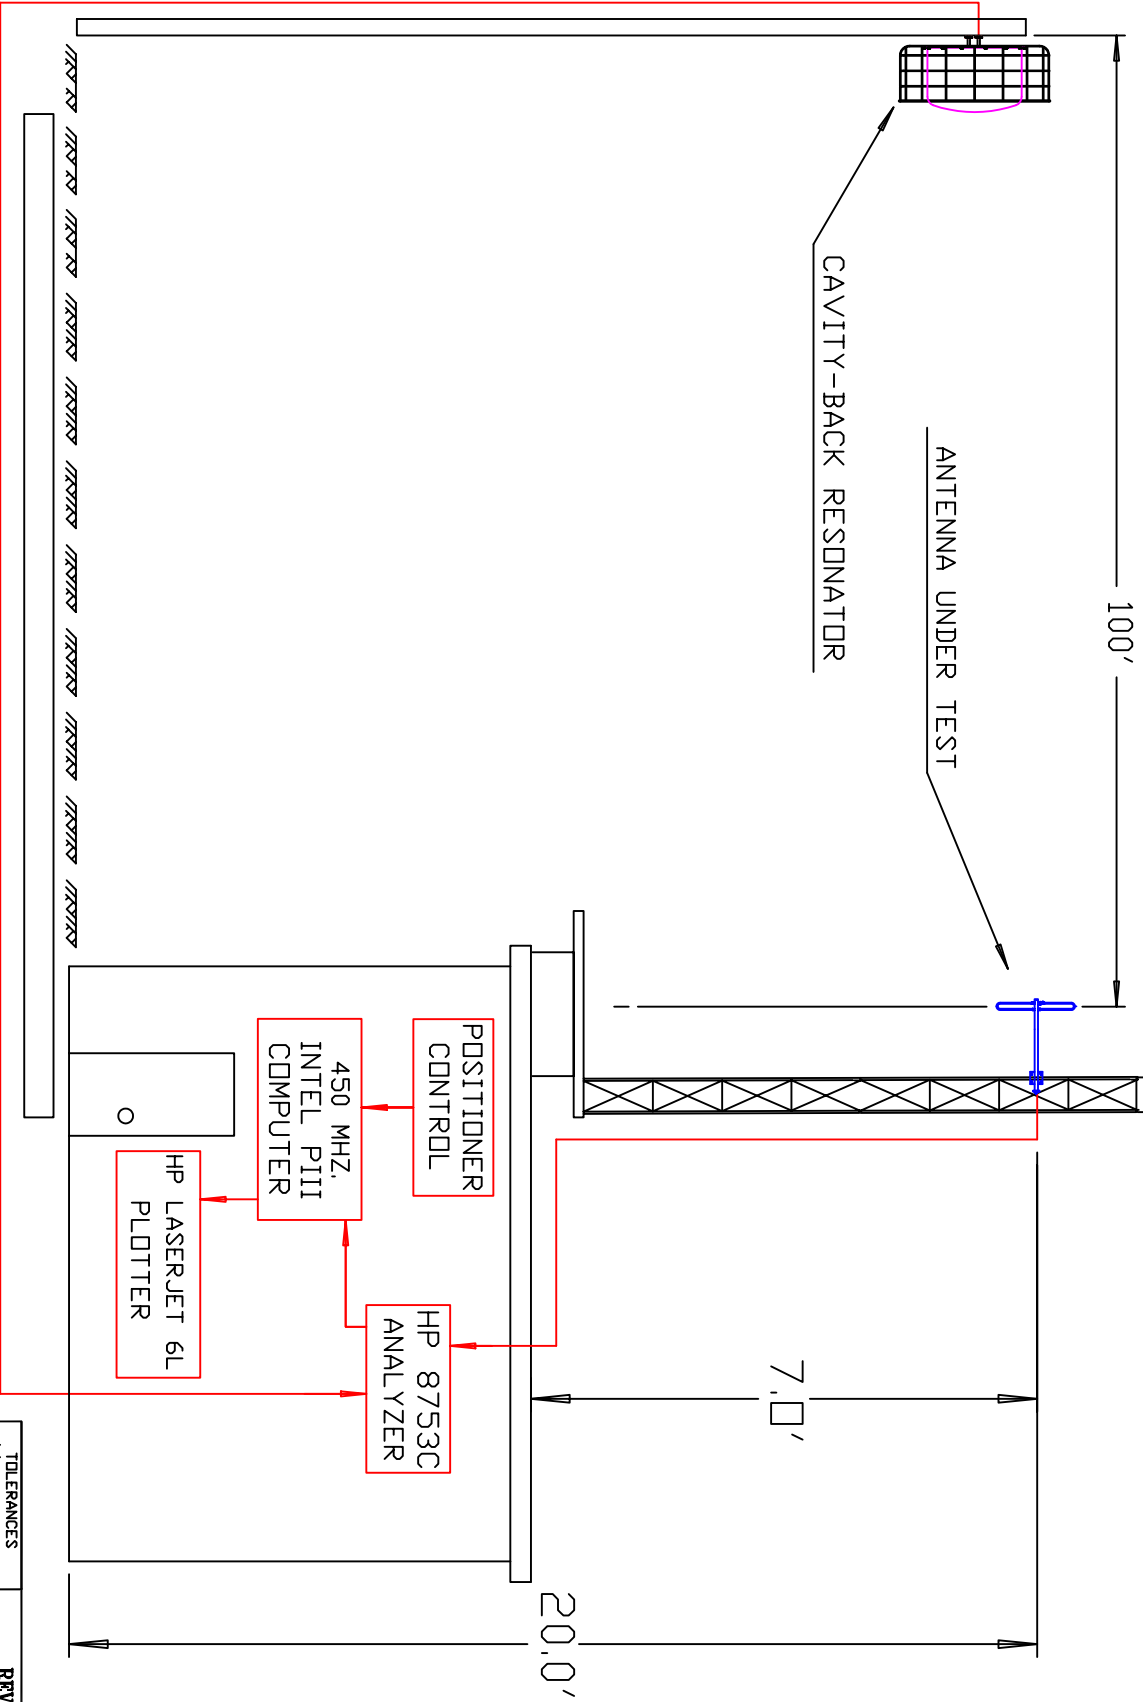 100'
CAVITY-BACK RESONATOR
ANTENNA UNDER TEST
7.0'
20.0'
POSITIONER
CONTROL
450 MHZ.
INTEL PIII
COMPUTER
HP 8753C
ANALYZER
HP LASERJET 6L
PLOTTER
TOLERANCES
REV